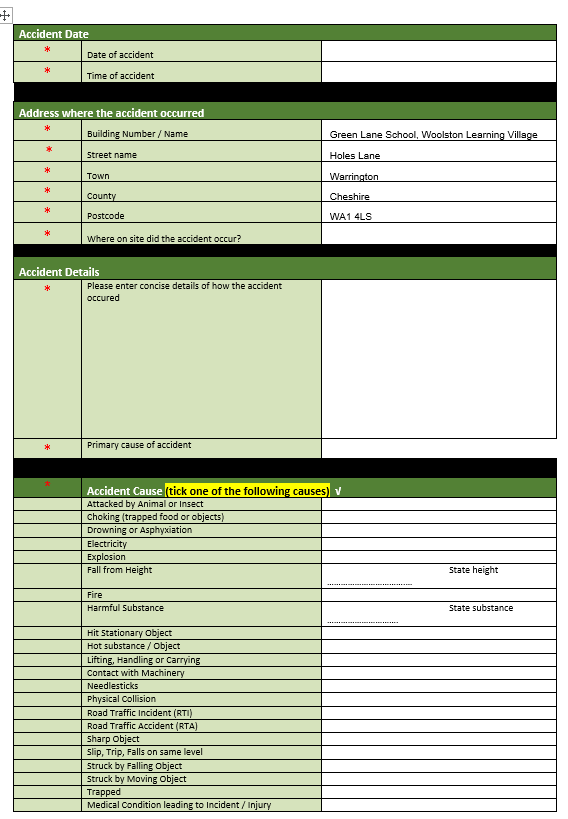 Accident Date
* Date of accident
* Time of accident
Address where the accident occurred
* Building Number / Name Green Lane School, Woolston Learning Village
* Street name Holes Lane
* Town Warrington
* County Cheshire
* Postcode WA1 4LS
* Where on site did the accident occur?
Accident Details
* Please enter concise details of how the accident
occured
* Primary cause of accident
* Accident Cause (tick one of the following causes) √
Attacked by Animal or Insect
Choking (trapped food or objects)
Drowning or Asphyxiation
Electricity
Explosion
Fall from Height State height
....................................
Fire
Harmful Substance State substance
..............................
Hit Stationary Object
Hot substance / Object
Lifting, Handling or Carrying
Contact with Machinery
Needlesticks
Physical Collision
Road Traffic Incident (RTI)
Road Traffic Accident (RTA)
Sharp Object
Slip, Trip, Falls on same level
Struck by Falling Object
Struck by Moving Object
Trapped
Medical Condition leading to Incident / Injury